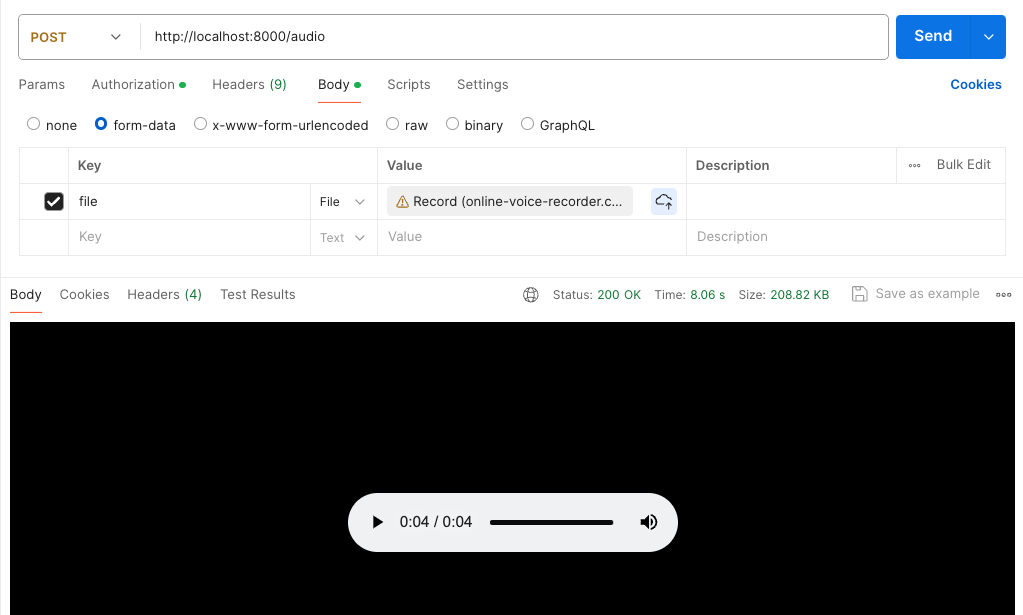 POST http://localhost:8000/audio Send
Params Authorization Headers (9) Body Scripts Settings Cookies
none form-data x-www-form-urlencoded raw binary GraphQL
Key Value Description Bulk Edit
file File Record (online-voice-recorder.c...
Key Text Value Description
Body Cookies Headers (4) Test Results Status: 200 OK Time: 8.06 s Size: 208.82 KB Save as example
0:04 / 0:04